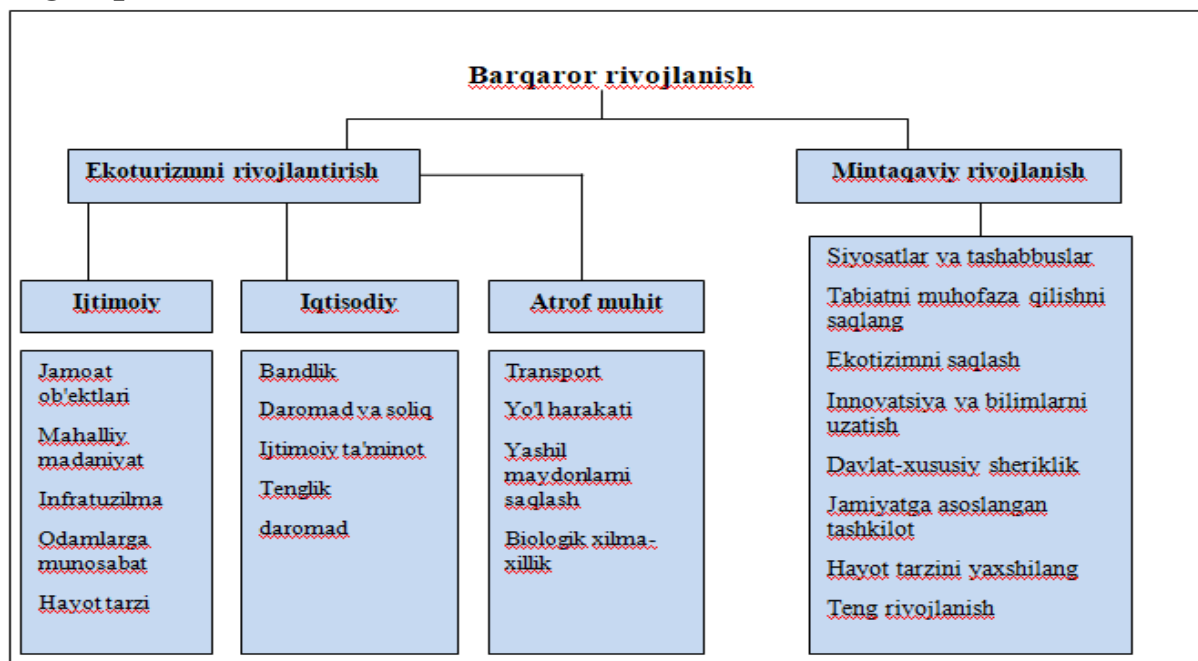 Barqaror rivojlanish
Ekoturizmni rivojlantirish
Mintaqaviy rivojlanish
Ijtimoiy
Iqtisodiy
Atrof muhit
Jamoat
ob'ektlari
Mahalliy
madaniyat
Infratuzilma
Odamlarga
munosabat
Hayot tarzi
Bandlik
Daromad va soliq
Ijtimoiy ta'minot
Tenglik
daromad
Transport
Yo'l harakati
Yashil
maydonlarni
saqlash
Biologik xilma-
xillik
Siyosatlar va tashabbuslar
Tabiatni muhofaza qilishni
saqlang
Ekotizimni saqlash
Innovatsiya va bilimlarni
uzatish
Davlat-xususiy sheriklik
Jamiyatga asoslangan
tashkilot
Hayot tarzini yaxshilang
Teng rivojlanish